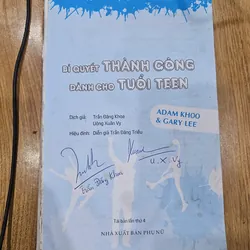 BÍ QUYẾT THÀNH CÔNG
DÀNH CHO TUỔI TEEN
ADAM KHOO
& GARY LEE
Dịch giả: Trần Đăng Khoa
Uông Xuân Vy
Hiệu đính: Diễn giả Trần Đăng Triều
Trần Đăng Khoa
U.X.Vy
Tái bản lần thứ 4
NHÀ XUẤT BẢN PHỤ NỮ